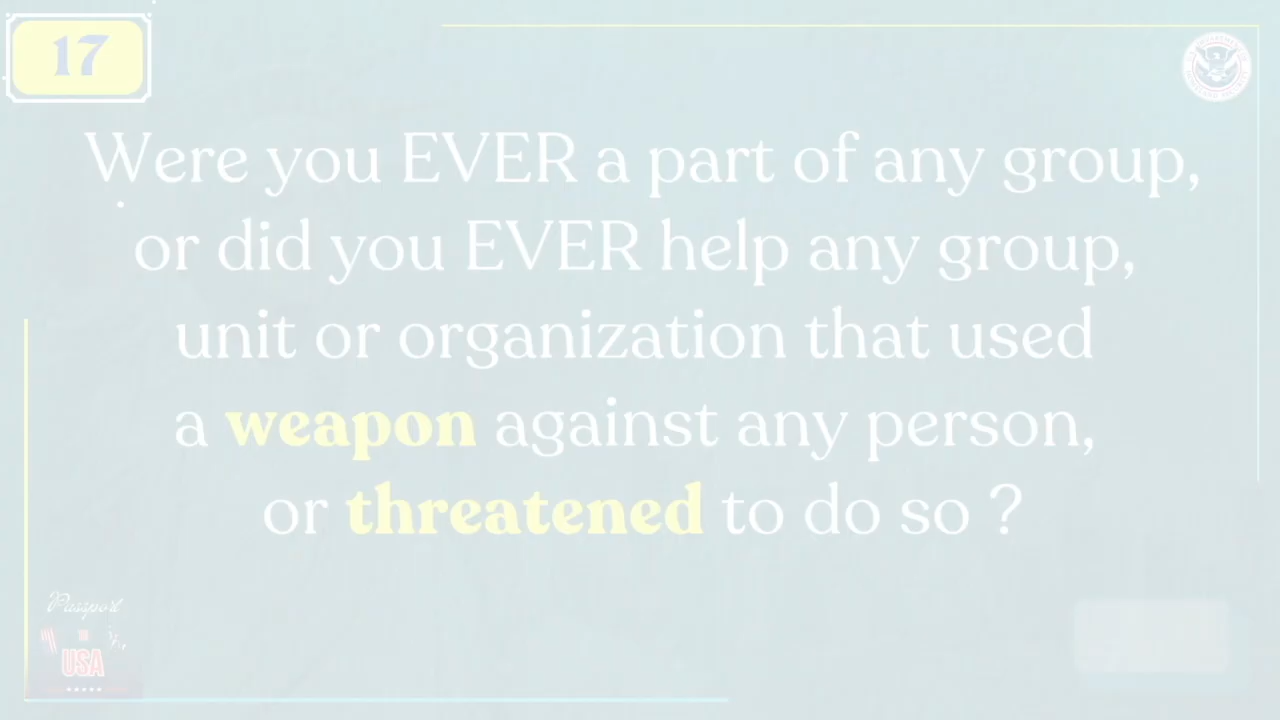 17
Were you EVER a part of any group,
or did you EVER help any group,
unit or organization that used
a weapon against any person,
or threatened to do so ?
Passport
USA